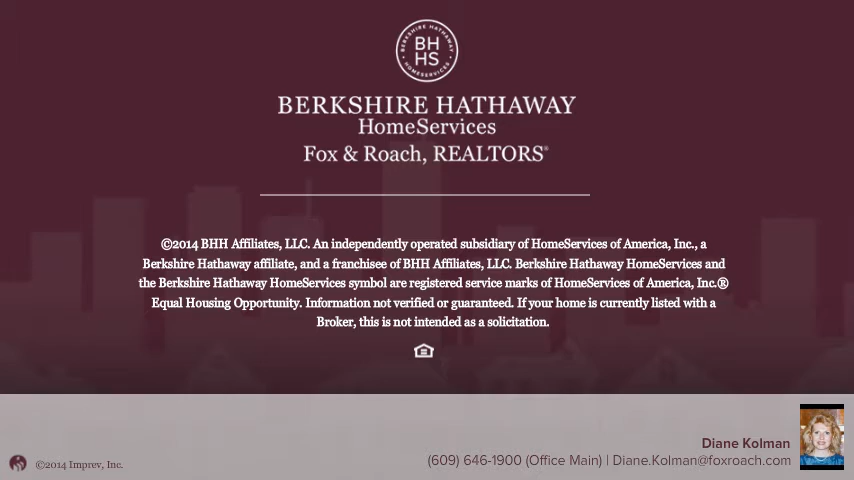 BERKSHIRE HATHAWAY
BH
HS
HOMESERVICES
BERKSHIRE HATHAWAY
HomeServices
Fox & Roach, REALTORS®
©2014 BHH Affiliates, LLC. An independently operated subsidiary of HomeServices of America, Inc., a
Berkshire Hathaway affiliate, and a franchisee of BHH Affiliates, LLC. Berkshire Hathaway HomeServices and
the Berkshire Hathaway HomeServices symbol are registered service marks of HomeServices of America, Inc.®
Equal Housing Opportunity. Information not verified or guaranteed. If your home is currently listed with a
Broker, this is not intended as a solicitation.
Diane Kolman
(609) 646-1900 (Office Main) | Diane.Kolman@foxroach.com
©2014 Imprev, Inc.